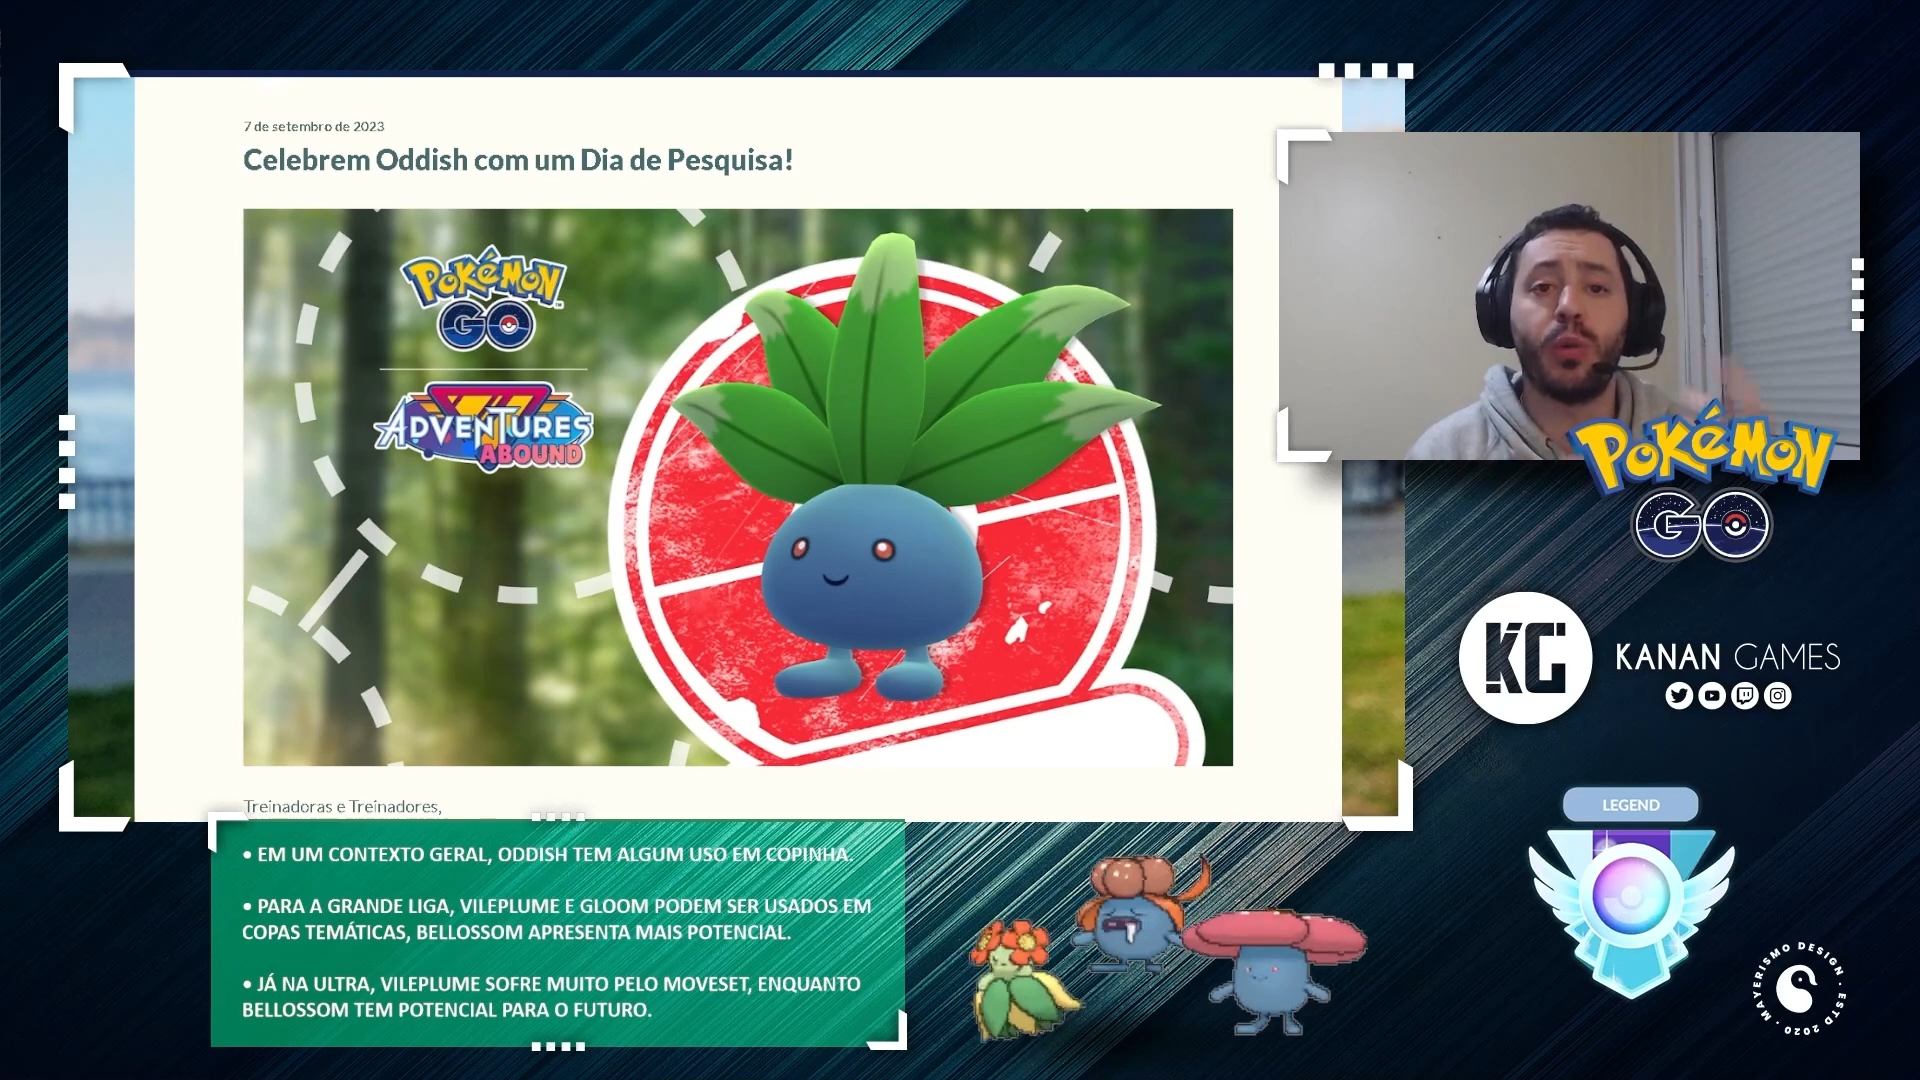 7 de setembro de 2023
Celebrem Oddish com um Dia de Pesquisa!
POKÉMON
GO
ADVENTURES
ABOUND
Treinadoras e Treinadores,
POKÉMON
GO
KG
KANAN GAMES
LEGEND
• EM UM CONTEXTO GERAL, ODDISH TEM ALGUM USO EM COPINHA.
• PARA A GRANDE LIGA, VILEPLUME E GLOOM PODEM SER USADOS EM
COPAS TEMÁTICAS, BELLOSSOM APRESENTA MAIS POTENCIAL.
• JÁ NA ULTRA, VILEPLUME SOFRE MUITO PELO MOVESET, ENQUANTO
BELLOSSOM TEM POTENCIAL PARA O FUTURO.
MAYERISMO DESIGN · ESTD 2020 ·